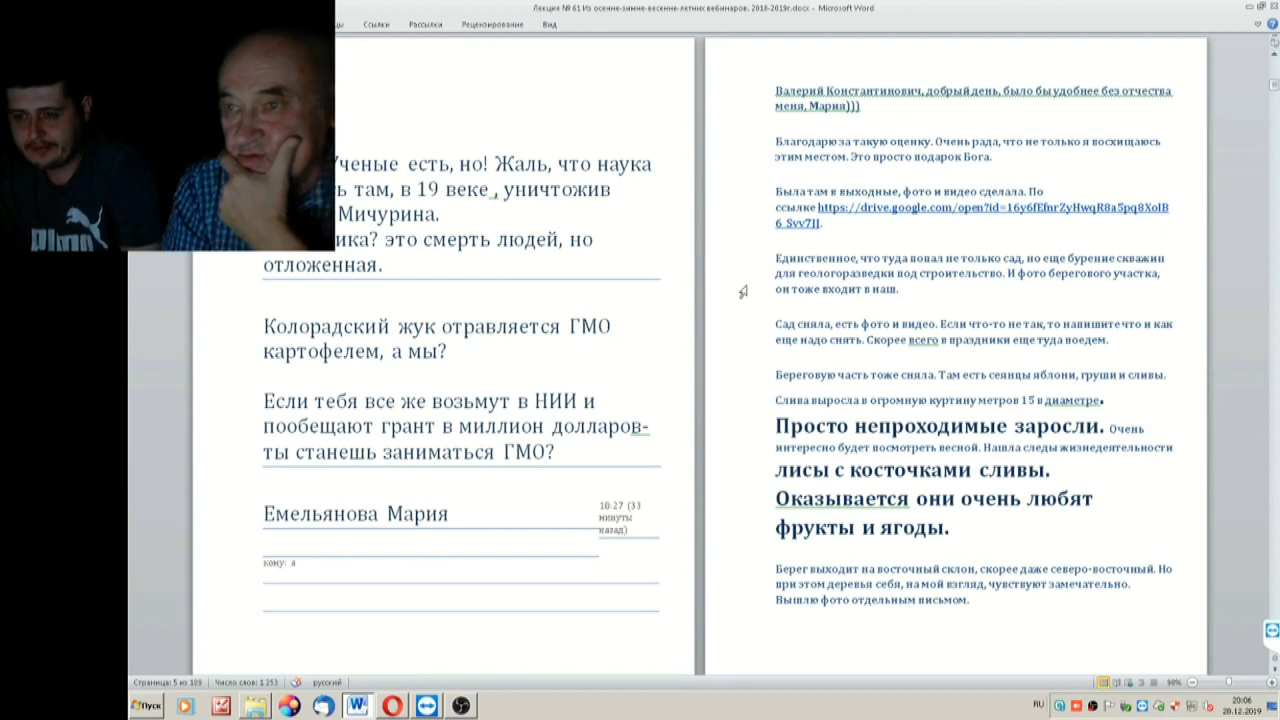 Лекция № 61 Из осенне-зимне-весенне-летних вебинаров. 2018-2019г.docx - Microsoft Word
Ссылки Рассылки Рецензирование Вид
Ученые есть, но! Жаль, что наука
там, в 19 веке , уничтожив
Мичурина.
это смерть людей, но
отложенная.
Колорадский жук отравляется ГМО
картофелем, а мы?
Если тебя все же возьмут в НИИ и
пообещают грант в миллион долларов-
ты станешь заниматься ГМО?
Емельянова Мария
18:27 (33
минуты
назад)
кому: я
Валерий Константинович, добрый день, было бы удобнее без отчества
меня, Мария)))
Благодарю за такую оценку. Очень рада, что не только я восхищаюсь
этим местом. Это просто подарок Бога.
Была там в выходные, фото и видео сделала. По
ссылке
Единственное, что туда попал не только сад, но еще бурение скважин
для геологоразведки под строительство. И фото берегового участка,
он тоже входит в наш.
Сад сняла, есть фото и видео. Если что-то не так, то напишите что и как
еще надо снять. Скорее всего в праздники еще туда поедем.
Береговую часть тоже сняла. Там есть сеянцы яблони, груши и сливы.
Слива выросла в огромную куртину метров 15 в диаметре.
Просто непроходимые заросли. Очень
интересно будет посмотреть весной. Нашла следы жизнедеятельности
лисы с косточками сливы.
Оказывается они очень любят
фрукты и ягоды.
Берег выходит на восточный склон, скорее даже северо-восточный. Но
при этом деревья себя, на мой взгляд, чувствуют замечательно.
Вышлю фото отдельным письмом.
Страница: 5 из 103 Число слов: 1 253 русский 90%
Пуск RU 20:06
20.12.2019